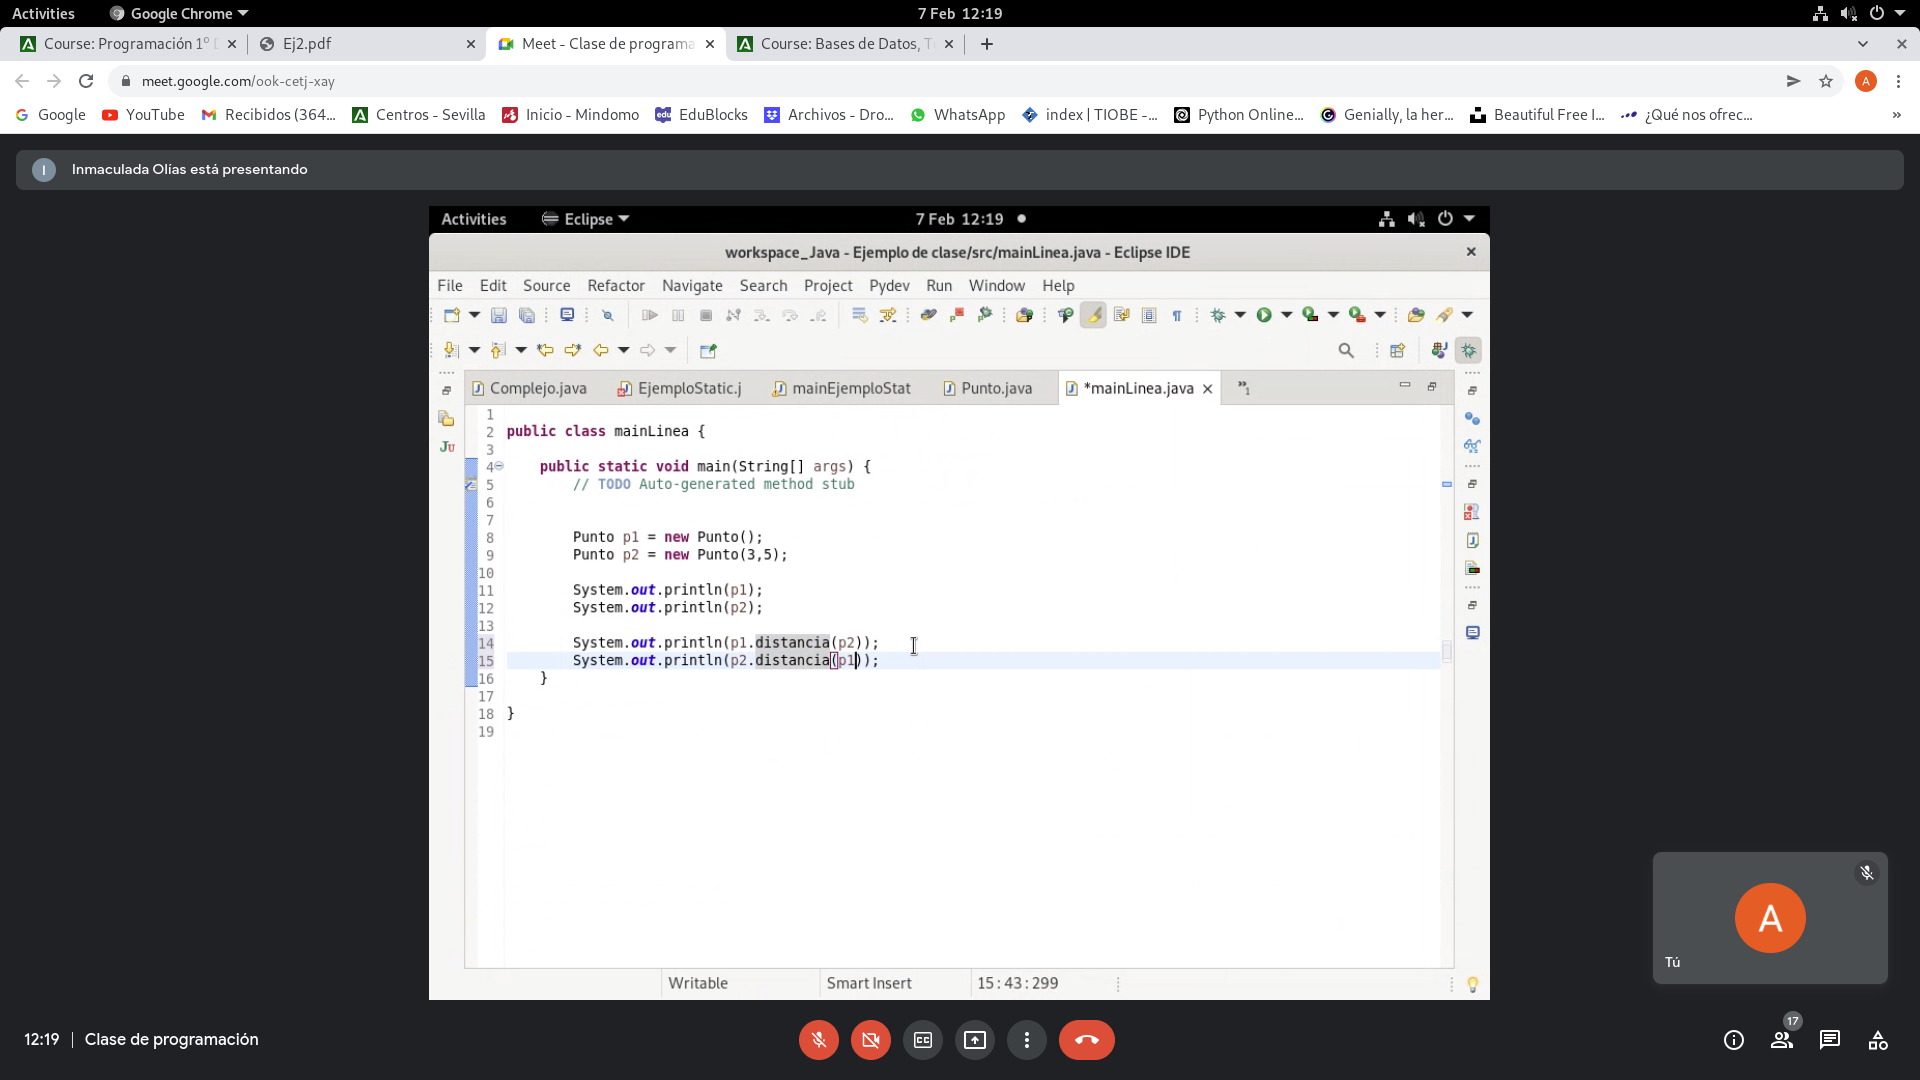 Activities Google Chrome 7 Feb 12:19
Course: Programación 1º D Ej2.pdf Meet - Clase de programa Course: Bases de Datos, T
meet.google.com/ook-cetj-xay A
Google YouTube Recibidos (364... Centros - Sevilla Inicio - Mindomo EduBlocks Archivos - Dro... WhatsApp index | TIOBE -... Python Online... Genially, la her... Beautiful Free I... ¿Qué nos ofrec... »
I Inmaculada Olías está presentando
Activities Eclipse 7 Feb 12:19
workspace_Java - Ejemplo de clase/src/mainLinea.java - Eclipse IDE
File Edit Source Refactor Navigate Search Project Pydev Run Window Help
Complejo.java EjemploStatic.j mainEjemploStat Punto.java *mainLinea.java »1
1
2 public class mainLinea {
3
4 public static void main(String[] args) {
5 // TODO Auto-generated method stub
6
7
8 Punto p1 = new Punto();
9 Punto p2 = new Punto(3,5);
10
11 System.out.println(p1);
12 System.out.println(p2);
13
14 System.out.println(p1.distancia(p2));
15 System.out.println(p2.distancia(p1));
16 }
17
18 }
19
Writable Smart Insert 15 : 43 : 299
A
Tú
12:19 | Clase de programación
17